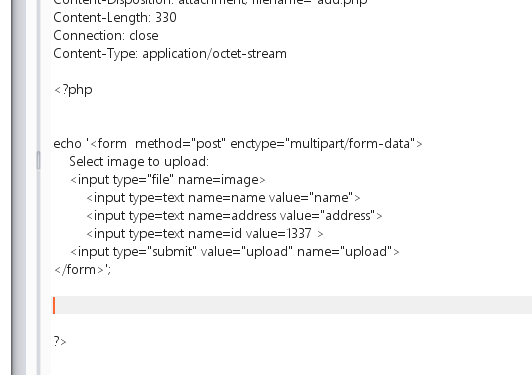 Content-Disposition: attachment; filename="add.php"
Content-Length: 330
Connection: close
Content-Type: application/octet-stream
<?php
echo '<form  method="post" enctype="multipart/form-data">
Select image to upload:
<input type="file" name=image>
<input type=text name=name value="name">
<input type=text name=address value="address">
<input type=text name=id value=1337 >
<input type="submit" value="upload" name="upload">
</form>';
?>